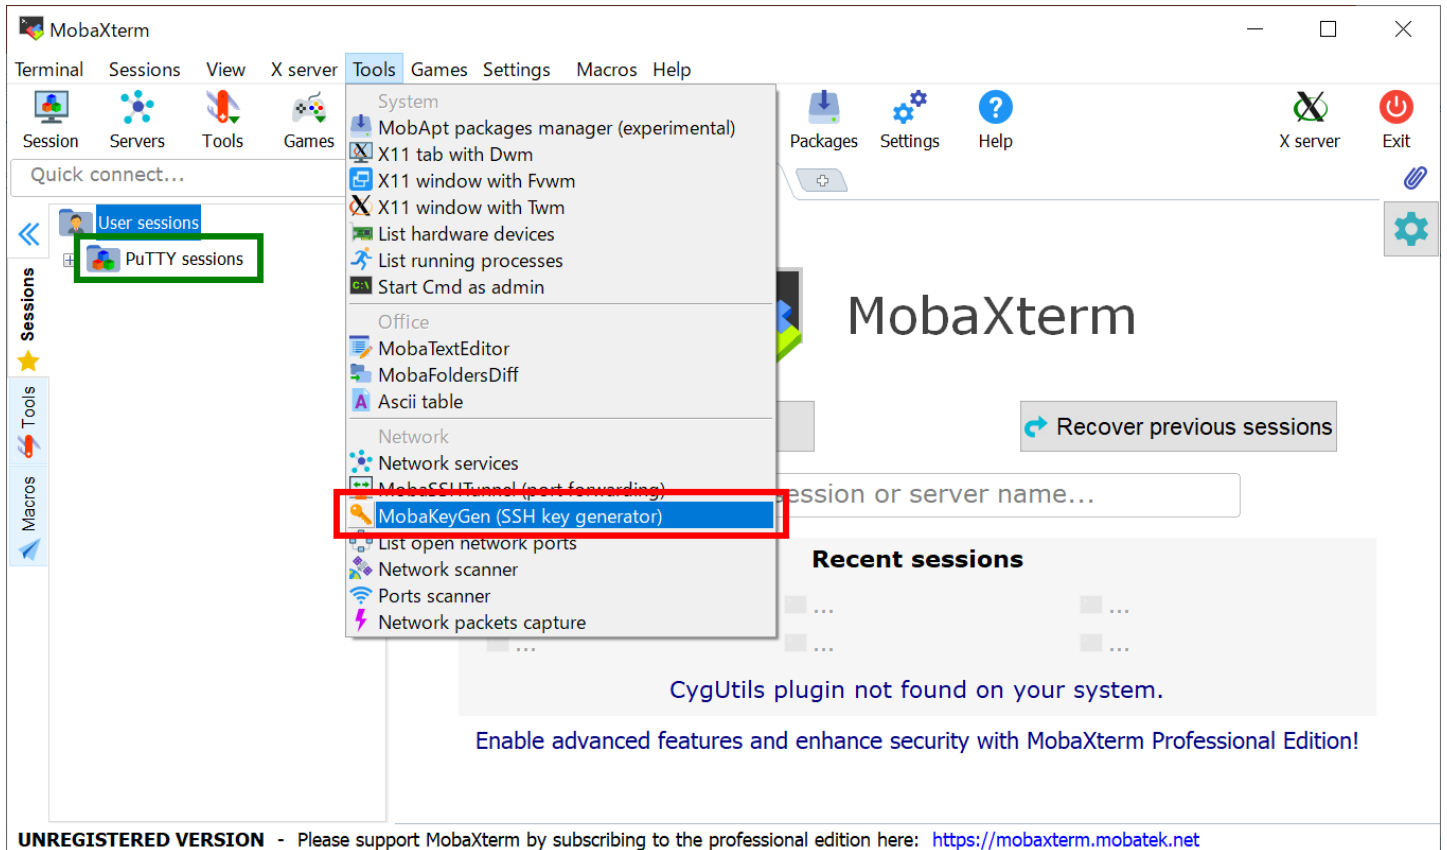 MobaXterm
Terminal Sessions View X server Tools Games Settings Macros Help
Session Servers Tools Games Packages Settings Help X server Exit
Quick connect...
User sessions
PuTTY sessions
Sessions
Tools
Macros
System
MobApt packages manager (experimental)
X11 tab with Dwm
X11 window with Fvwm
X11 window with Twm
List hardware devices
List running processes
Start Cmd as admin
Office
MobaTextEditor
MobaFoldersDiff
Ascii table
Network
Network services
MobaSSHTunnel (port forwarding)
MobaKeyGen (SSH key generator)
List open network ports
Network scanner
Ports scanner
Network packets capture
MobaXterm
Recover previous sessions
session or server name...
Recent sessions
... ...
... ... ...
CygUtils plugin not found on your system.
Enable advanced features and enhance security with MobaXterm Professional Edition!
UNREGISTERED VERSION - Please support MobaXterm by subscribing to the professional edition here: https://mobaxterm.mobatek.net